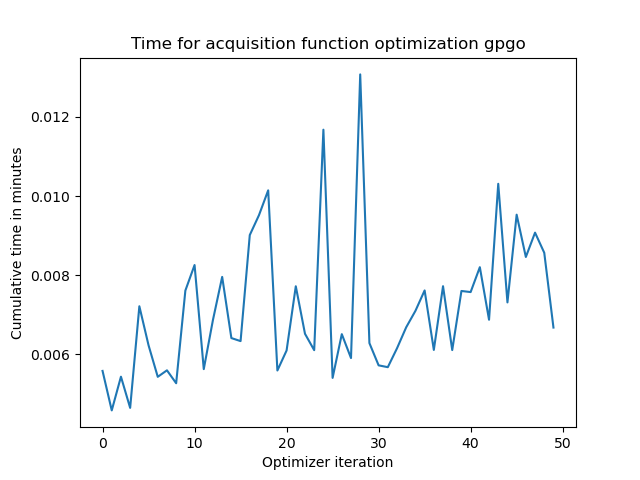 Time for acquisition function optimization gpgo
Cumulative time in minutes
0.012
0.010
0.008
0.006
0 10 20 30 40 50
Optimizer iteration